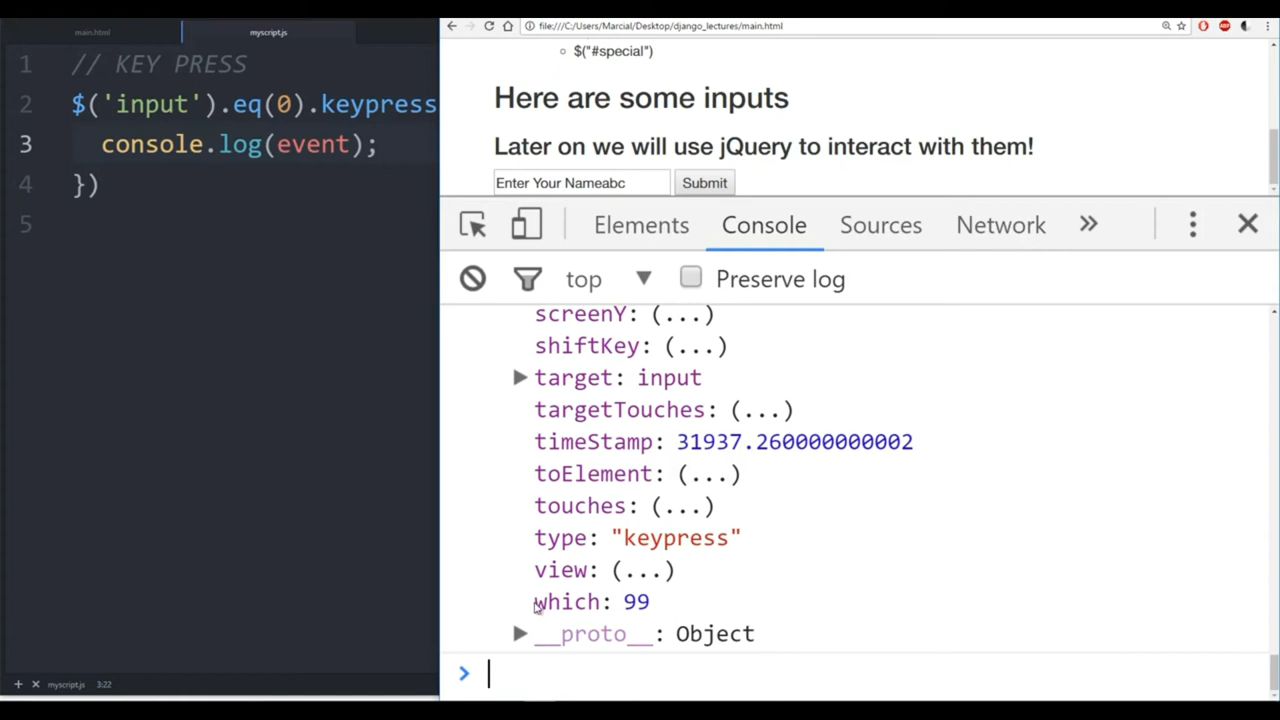 main.html
myscript.js
1 // KEY PRESS
2 $('input').eq(0).keypress
3 console.log(event);
4 })
5
+ × myscript.js 3:22
file:///C:/Users/Marcial/Desktop/django_lectures/main.html
$("#special")
Here are some inputs
Later on we will use jQuery to interact with them!
Enter Your Nameabc Submit
Elements Console Sources Network »
top ▼ Preserve log
screenY: (...)
shiftKey: (...)
target: input
targetTouches: (...)
timeStamp: 31937.260000000002
toElement: (...)
touches: (...)
type: "keypress"
view: (...)
which: 99
__proto__: Object
>